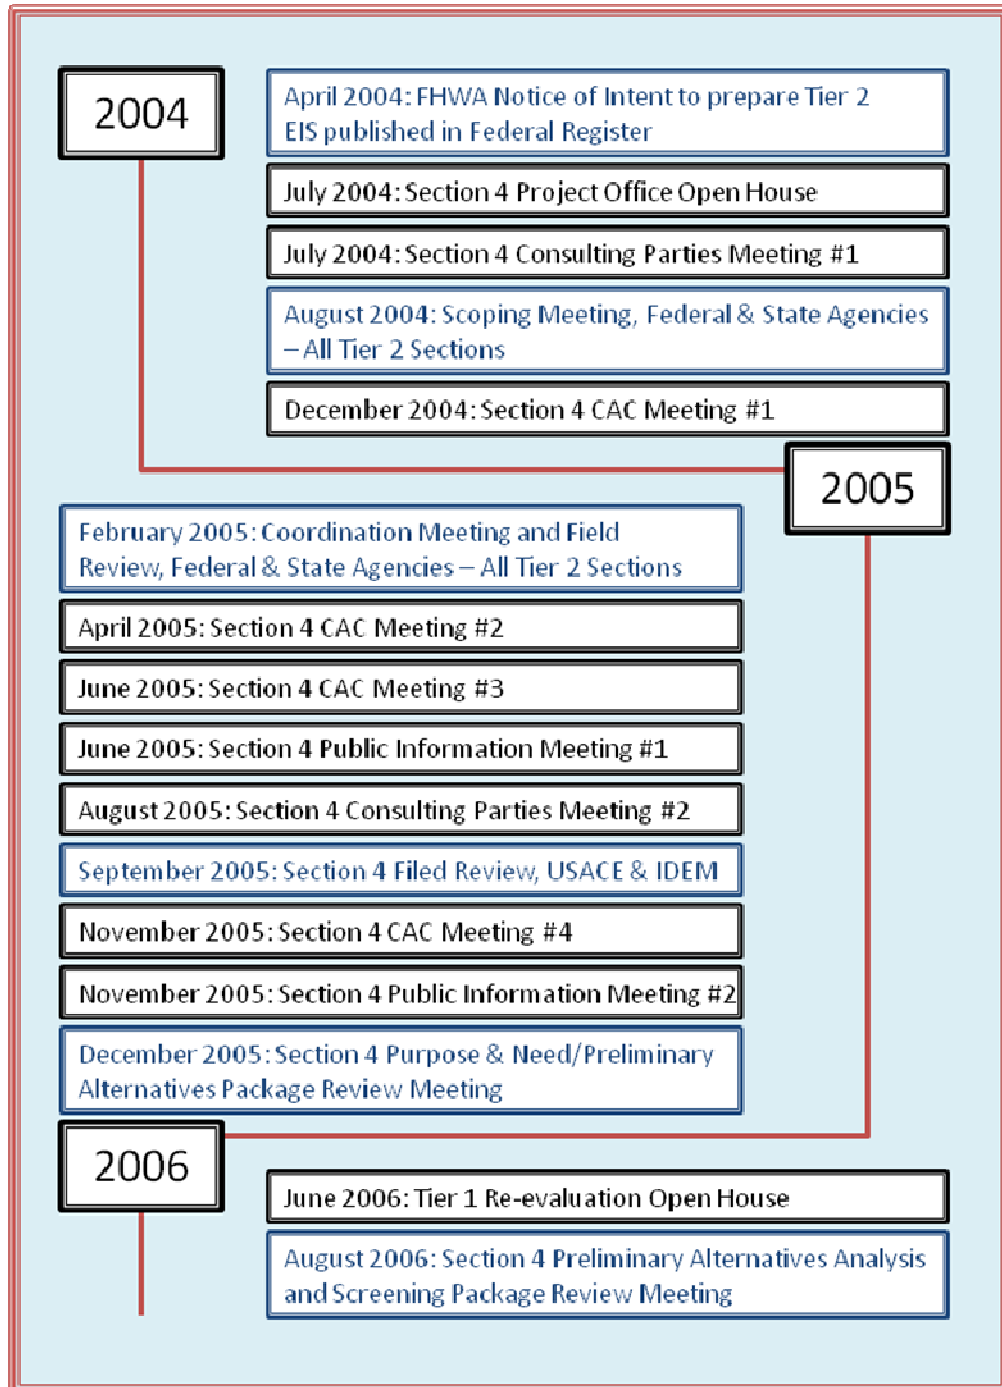 2004
April 2004: FHWA Notice of Intent to prepare Tier 2
EIS published in Federal Register
July 2004: Section 4 Project Office Open House
July 2004: Section 4 Consulting Parties Meeting #1
August 2004: Scoping Meeting, Federal & State Agencies
– All Tier 2 Sections
December 2004: Section 4 CAC Meeting #1
2005
February 2005: Coordination Meeting and Field
Review, Federal & State Agencies – All Tier 2 Sections
April 2005: Section 4 CAC Meeting #2
June 2005: Section 4 CAC Meeting #3
June 2005: Section 4 Public Information Meeting #1
August 2005: Section 4 Consulting Parties Meeting #2
September 2005: Section 4 Filed Review, USACE & IDEM
November 2005: Section 4 CAC Meeting #4
November 2005: Section 4 Public Information Meeting #2
December 2005: Section 4 Purpose & Need/Preliminary
Alternatives Package Review Meeting
2006
June 2006: Tier 1 Re-evaluation Open House
August 2006: Section 4 Preliminary Alternatives Analysis
and Screening Package Review Meeting